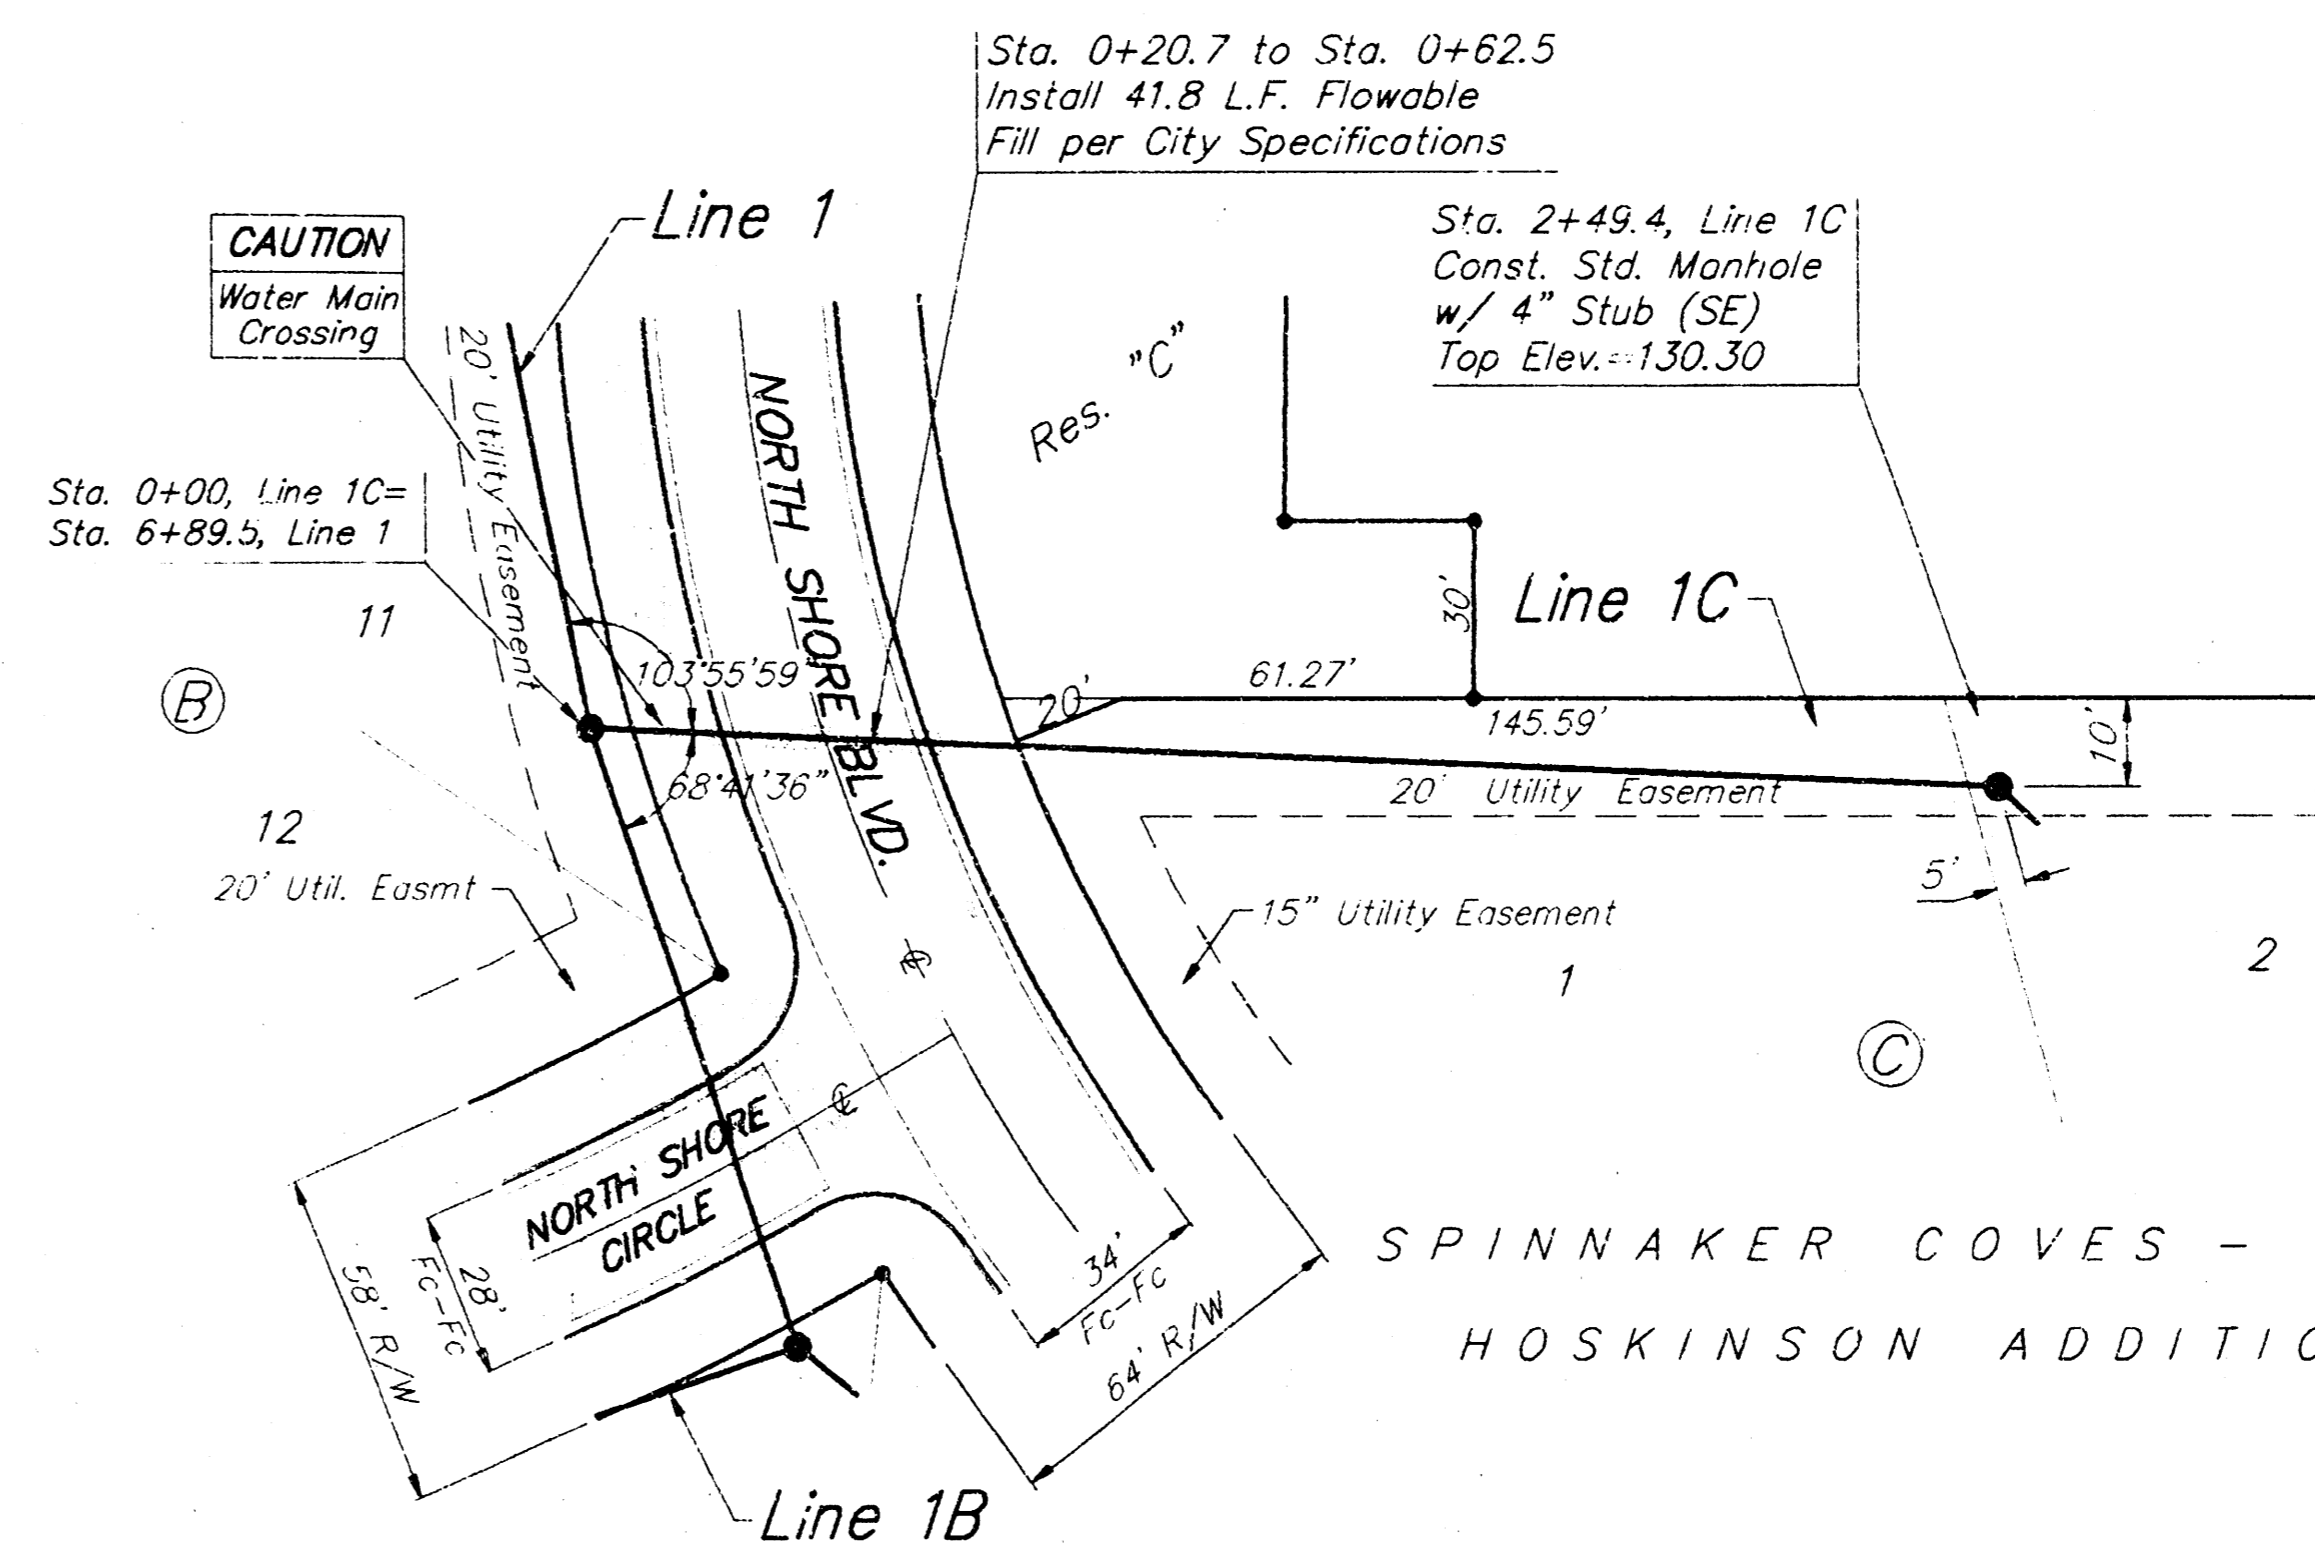 Sta. 0+20.7 to Sta. 0+62.5
Install 41.8 L.F. Flowable
Fill per City Specifications
Line 1
CAUTION
Water Main
Crossing
Sta. 2+49.4, Line 1C
Const. Std. Manhole
w/ 4" Stub (SE)
Top Elev.=130.30
20' Utility Easement
NORTH SHORE BLVD.
Res. "C"
Sta. 0+00, Line 1C=
Sta. 6+89.5, Line 1
11
30'
Line 1C
103°55'59"
61.27'
B
20'
145.59'
10'
68°41'36"
20' Utility Easement
12
20' Util. Easmt
5'
15" Utility Easement
℄
1
2
C
℄
NORTH SHORE
CIRCLE
28'
Fc-Fc
58' R/W
34'
Fc-Fc
64' R/W
SPINNAKER COVES -
HOSKINSON ADDITIO
Line 1B